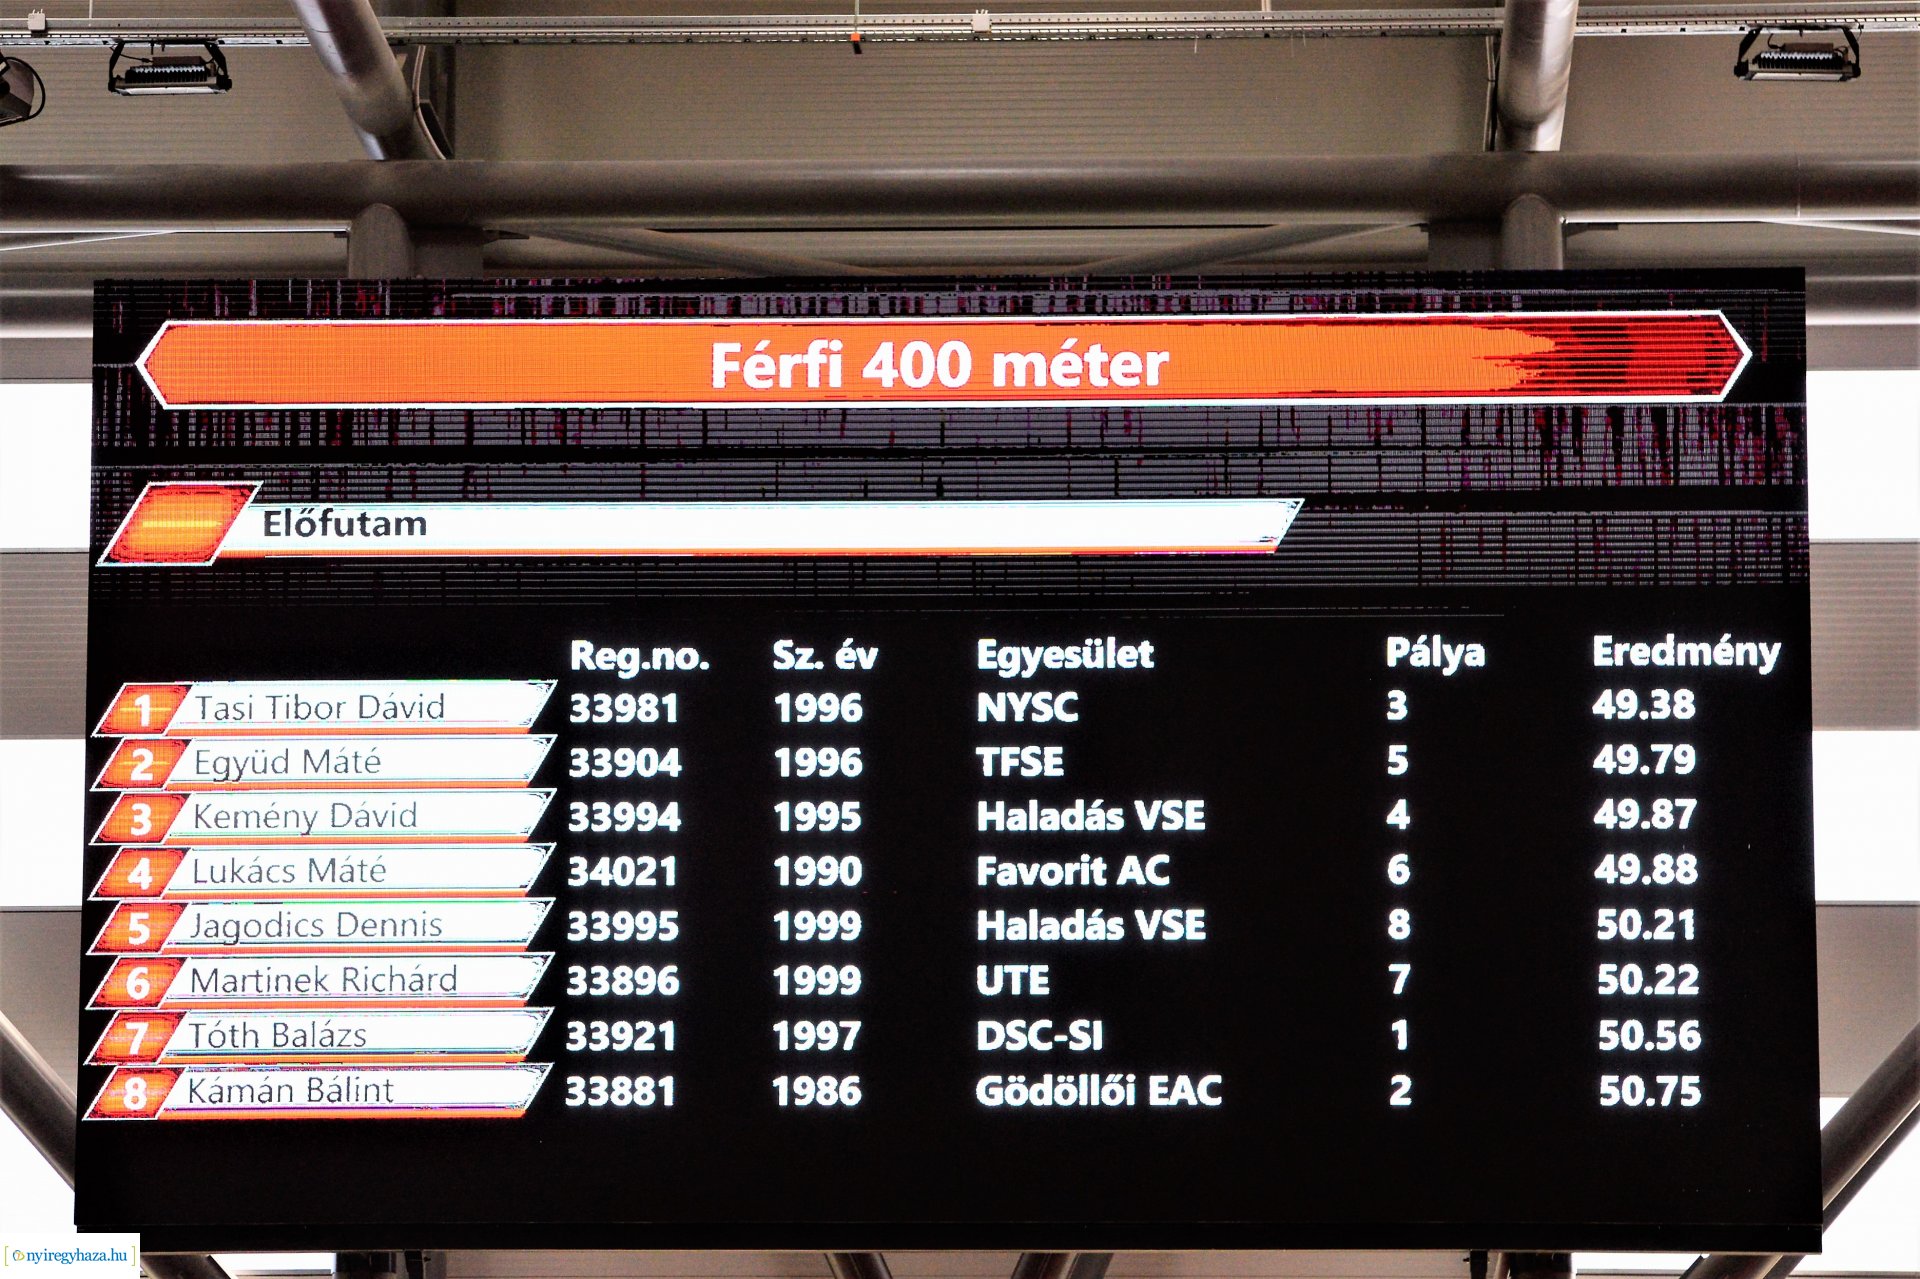 Férfi 400 méter
Előfutam
Reg.no. Sz. év Egyesület Pálya Eredmény
1 Tasi Tibor Dávid 33981 1996 NYSC 3 49.38
2 Együd Máté 33904 1996 TFSE 5 49.79
3 Kemény Dávid 33994 1995 Haladás VSE 4 49.87
4 Lukács Máté 34021 1990 Favorit AC 6 49.88
5 Jagodics Dennis 33995 1999 Haladás VSE 8 50.21
6 Martinek Richárd 33896 1999 UTE 7 50.22
7 Tóth Balázs 33921 1997 DSC-SI 1 50.56
8 Kámán Bálint 33881 1986 Gödöllői EAC 2 50.75
nyiregyhaza.hu